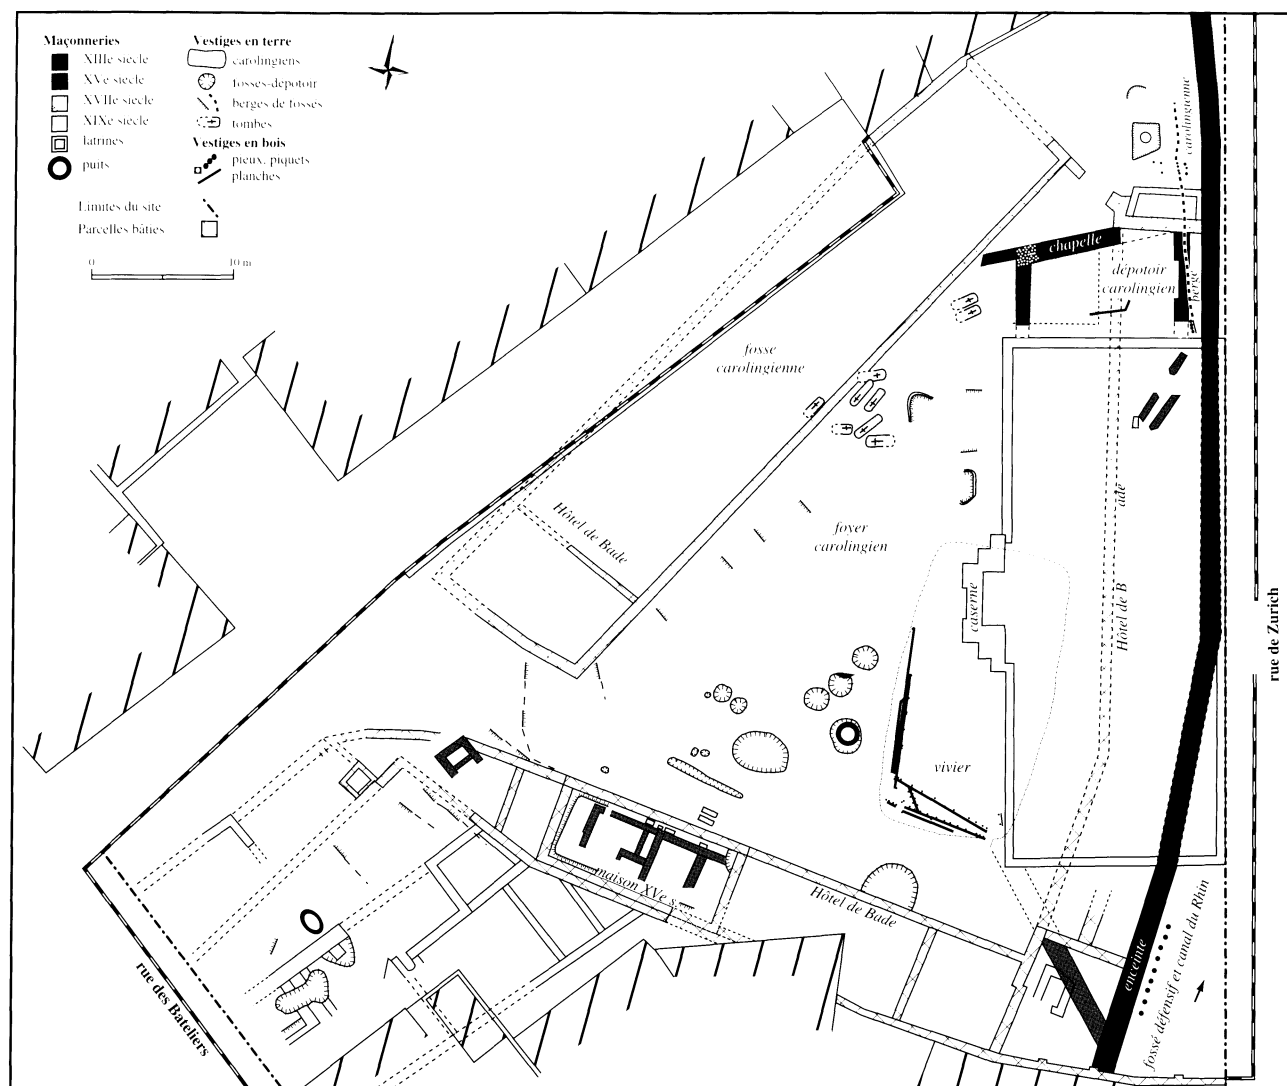 Maçonneries
XIIIe siècle
XVe siècle
XVIIe siècle
XIXe siècle
latrines
puits
Limites du site
Parcelles bâties
0 10 m
Vestiges en terre
carolingiens
fosses-depotoir
berges de fosses
tombes
Vestiges en bois
pieux, piquets
planches
carolingienne
chapelle
dépotoir
carolingien
berge
fosse
carolingienne
Hôtel de Bade
foyer
carolingien
ade
Hôtel de B
caserne
rue de Zurich
vivier
maison XVe s.
Hôtel de Bade
enceinte
fossé défensif et canal du Rhin
rue des Bateliers